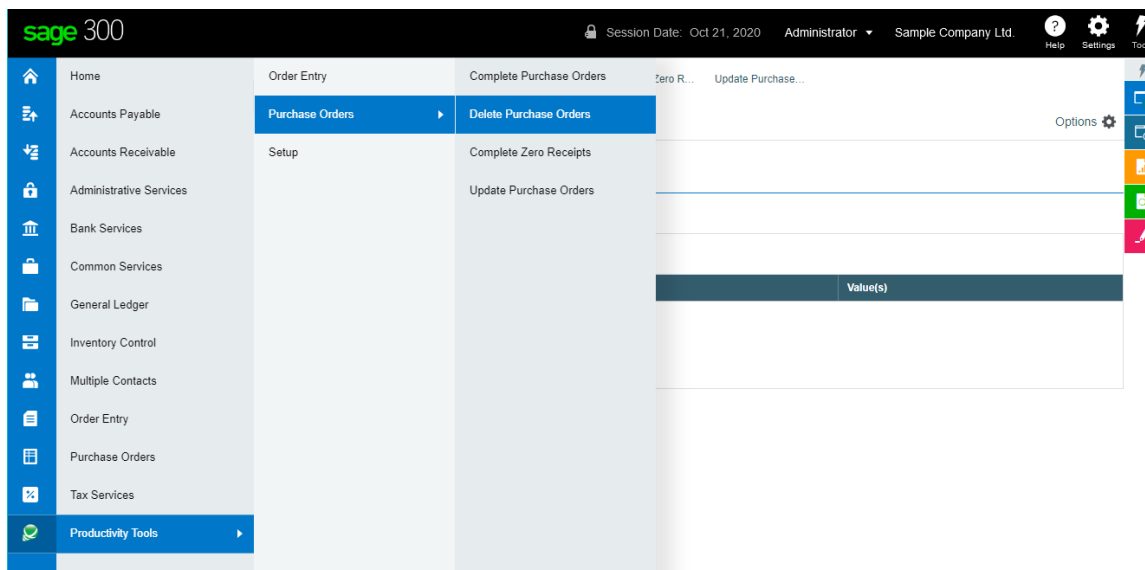 sage 300
Session Date: Oct 21, 2020
Administrator
Sample Company Ltd.
Help
Settings
Home
Accounts Payable
Accounts Receivable
Administrative Services
Bank Services
Common Services
General Ledger
Inventory Control
Multiple Contacts
Order Entry
Purchase Orders
Tax Services
Productivity Tools
Order Entry
Purchase Orders
Setup
Complete Purchase Orders
Delete Purchase Orders
Complete Zero Receipts
Update Purchase Orders
Zero R...
Update Purchase...
Options
Value(s)